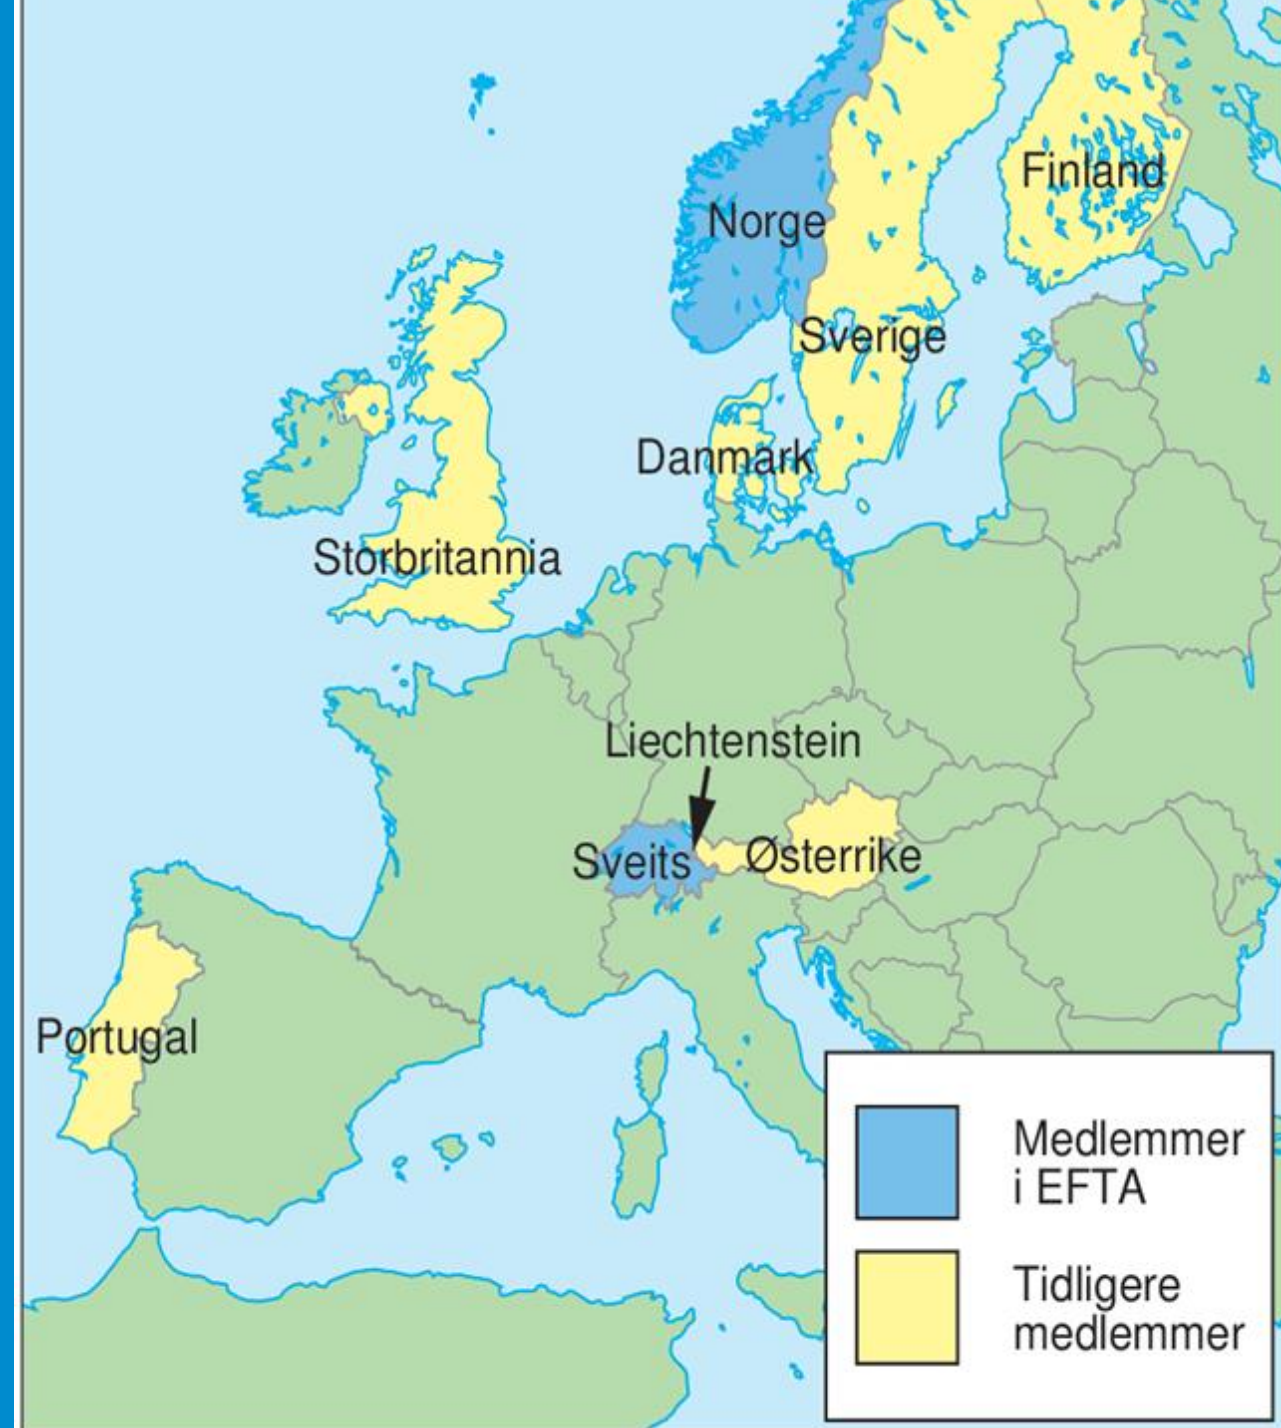 Finland
Norge
Sverige
Danmark
Storbritannia
Liechtenstein
Sveits
Østerrike
Portugal
Medlemmer
i EFTA
Tidligere
medlemmer